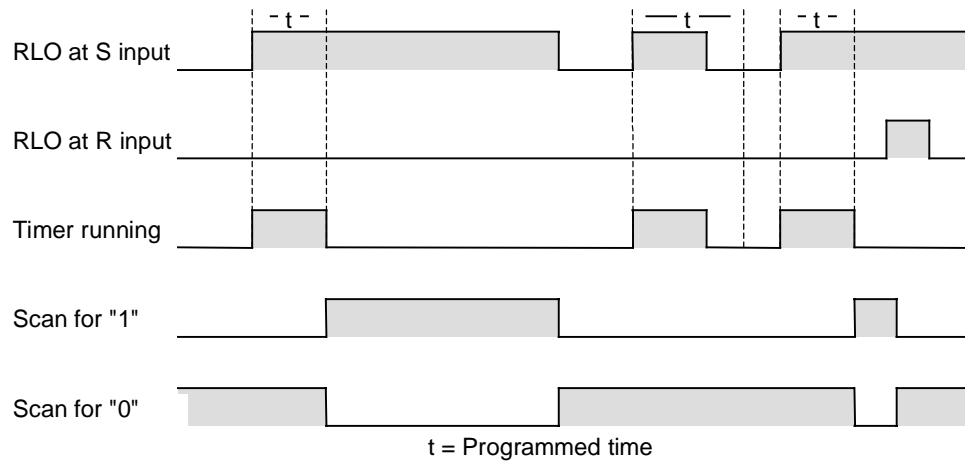 t t t
RLO at S input
RLO at R input
Timer running
Scan for "1"
Scan for "0"
t = Programmed time